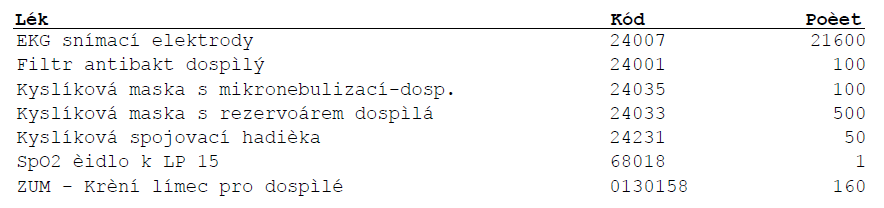 Lék Kód Poèet
EKG snímací elektrody 24007 21600
Filtr antibakt dospìlý 24001 100
Kyslíková maska s mikronebulizací-dosp. 24035 100
Kyslíková maska s rezervoárem dospìlá 24033 500
Kyslíková spojovací hadièka 24231 50
SpO2 èidlo k LP 15 68018 1
ZUM - Krèní límec pro dospìlé 0130158 160